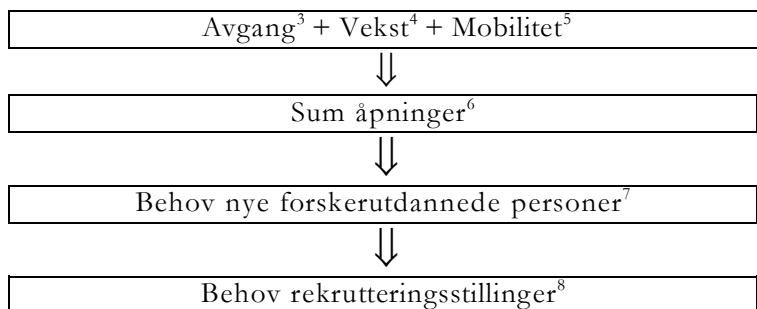 Avgang³ + Vekst⁴ + Mobilitet⁵
⇓
Sum åpninger⁶
⇓
Behov nye forskerutdannede personer⁷
⇓
Behov rekrutteringsstillinger⁸